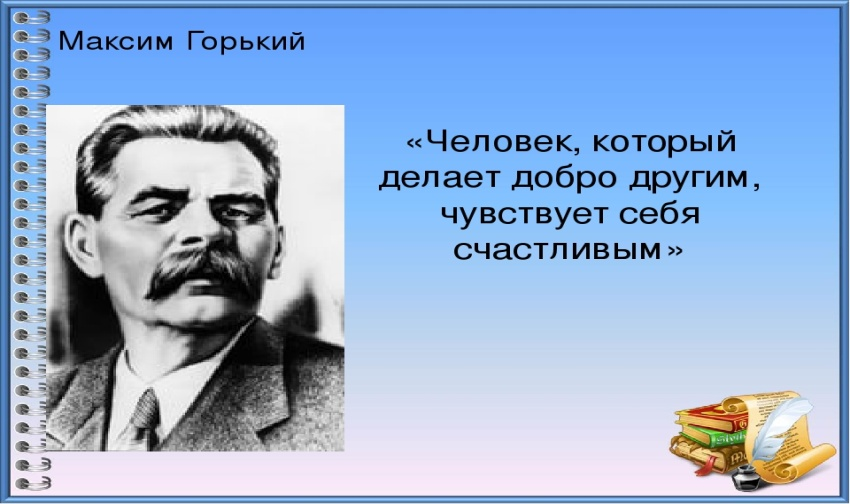 Максим Горький
«Человек, который
делает добро другим,
чувствует себя
счастливым»